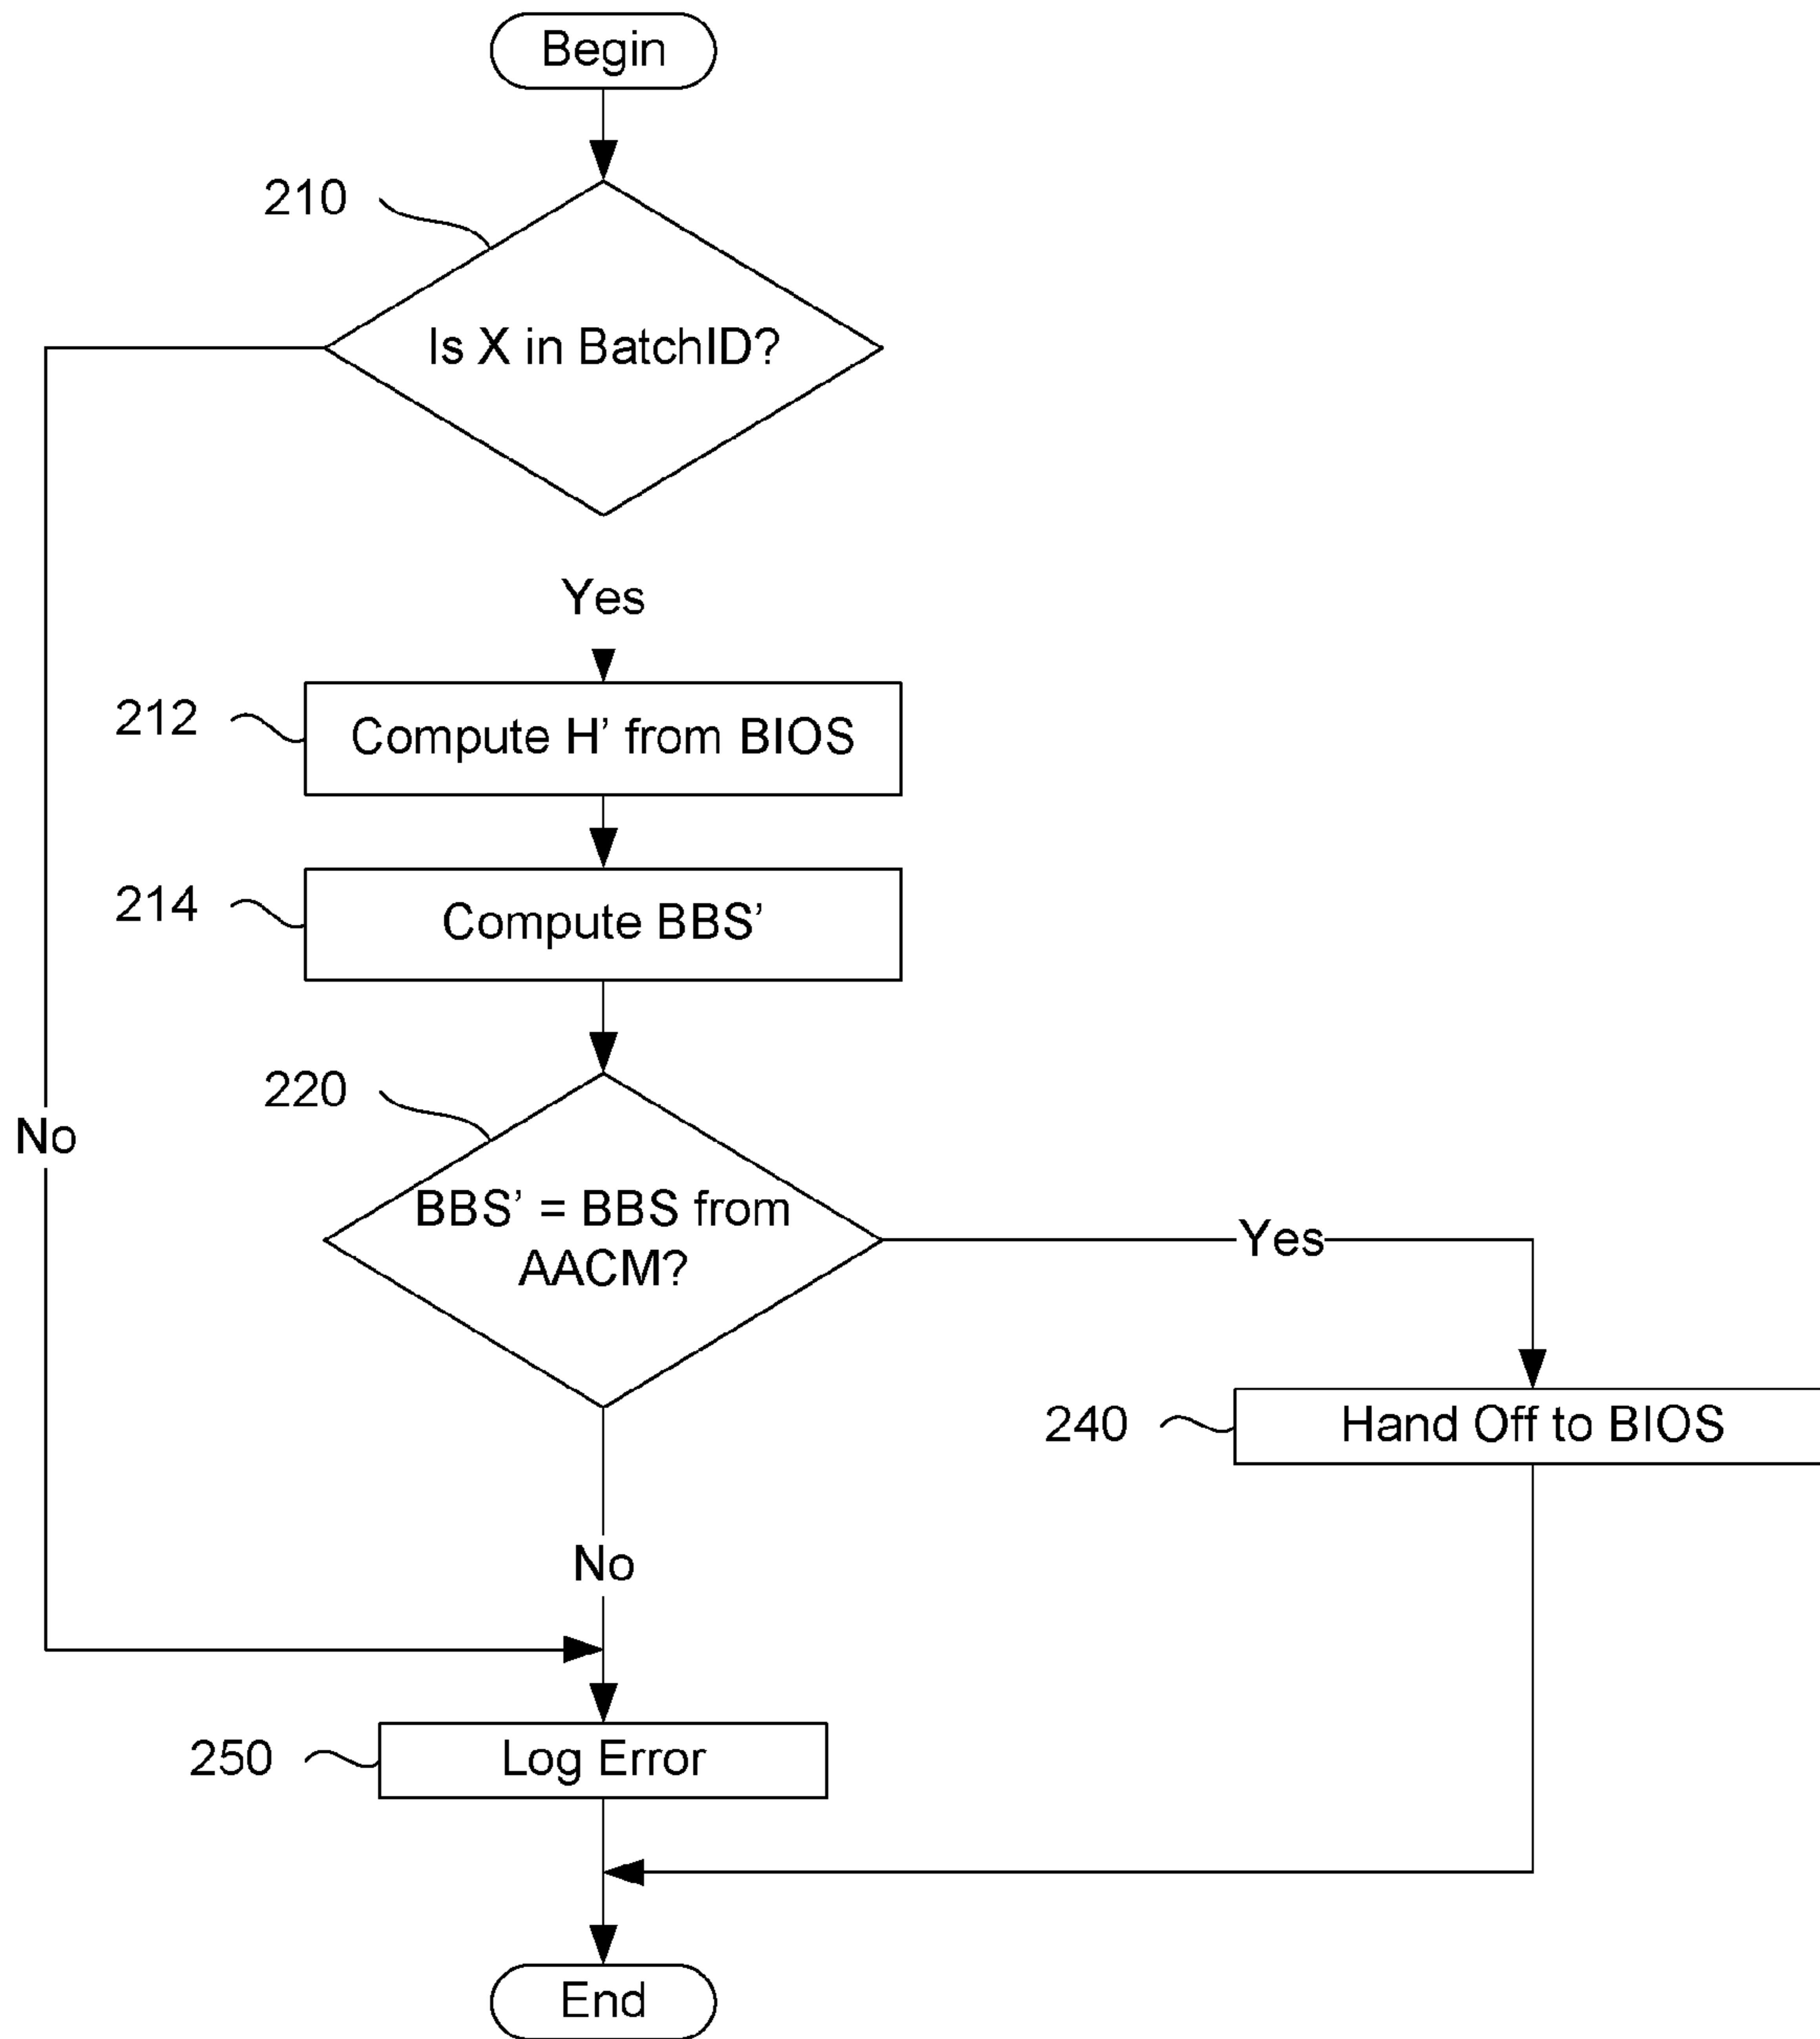 Begin
210
Is X in BatchID?
Yes
212
Compute H' from BIOS
214
Compute BBS'
220
No
BBS' = BBS from
AACM?
Yes
240
Hand Off to BIOS
No
250
Log Error
End